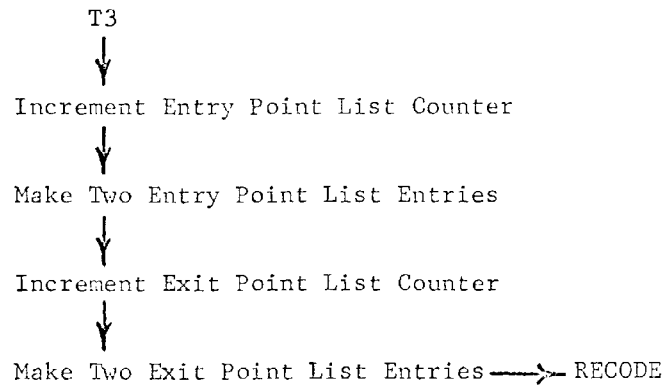 T3
Increment Entry Point List Counter
Make Two Entry Point List Entries
Increment Exit Point List Counter
Make Two Exit Point List Entries → RECODE